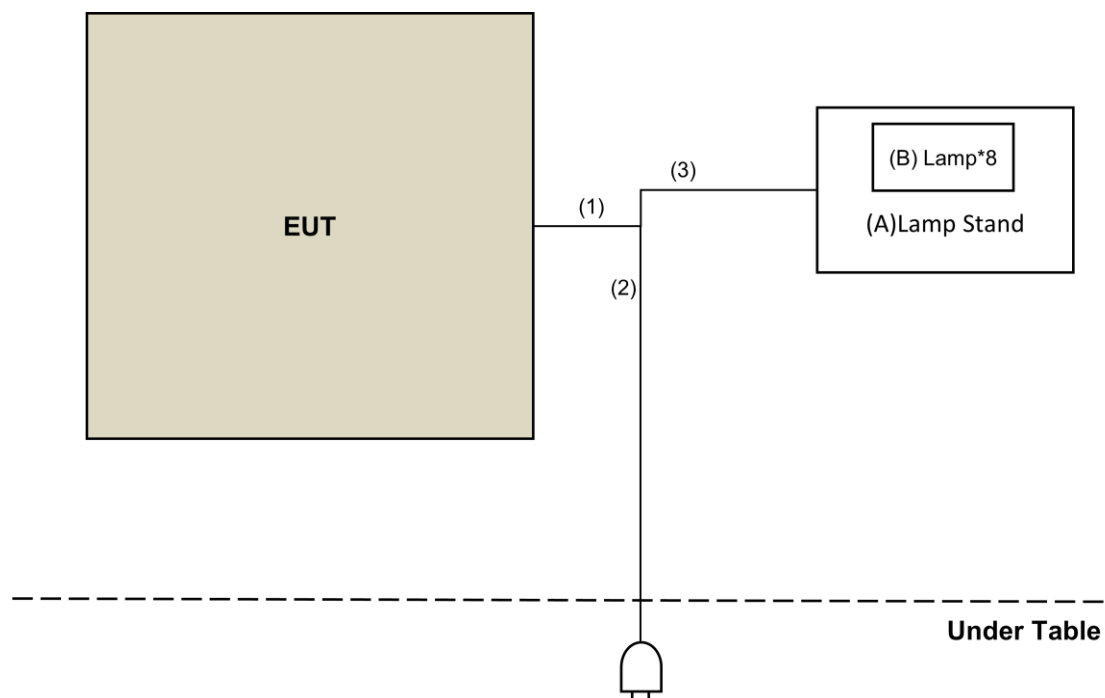 (B) Lamp*8
(3)
(1)
EUT
(A)Lamp Stand
(2)
Under Table